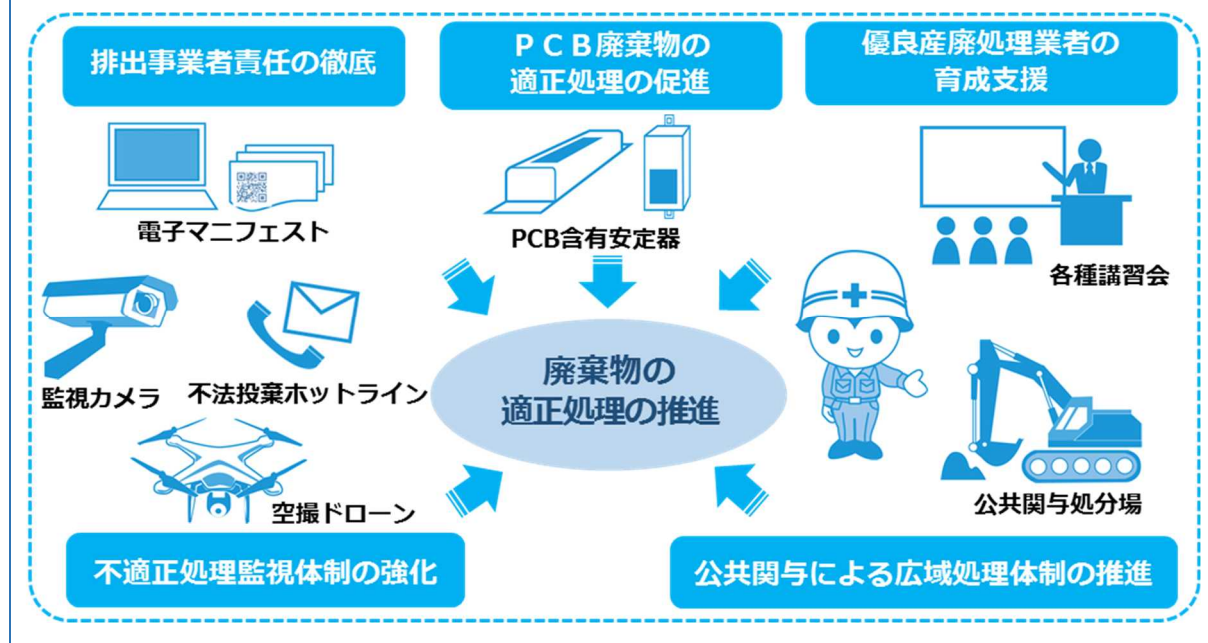 排出事業者責任の徹底
ＰＣＢ廃棄物の
適正処理の促進
優良産廃処理業者の
育成支援
電子マニフェスト
PCB含有安定器
各種講習会
監視カメラ
不法投棄ホットライン
廃棄物の
適正処理の推進
空撮ドローン
公共関与処分場
不適正処理監視体制の強化
公共関与による広域処理体制の推進